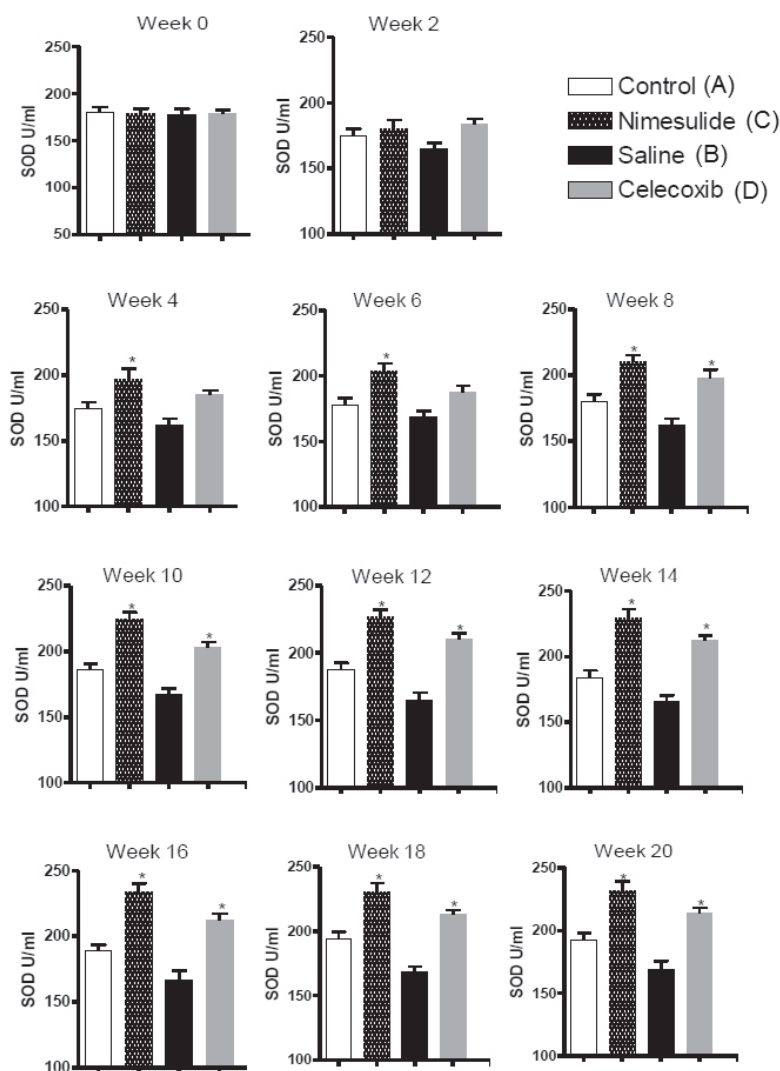 Week 0
250
200
150
100
50
SOD U/ml
Week 2
250
200
150
100
SOD U/ml
Control (A)
Nimesulide (C)
Saline (B)
Celecoxib (D)
Week 4
250
200
150
100
SOD U/ml
*
Week 6
250
200
150
100
SOD U/ml
*
Week 8
250
200
150
100
SOD U/ml
*
*
Week 10
250
200
150
100
SOD U/ml
*
*
Week 12
250
200
150
100
SOD U/ml
*
*
Week 14
250
200
150
100
SOD U/ml
*
*
Week 16
250
200
150
100
SOD U/ml
*
*
Week 18
250
200
150
100
SOD U/ml
*
*
Week 20
250
200
150
100
SOD U/ml
*
*